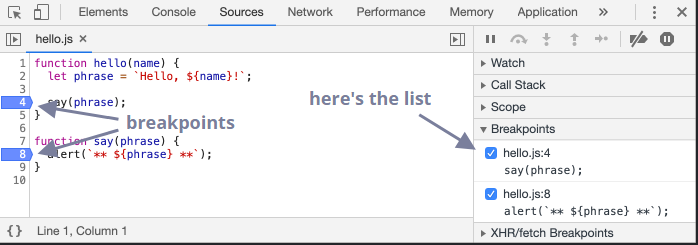 Elements Console Sources Network Performance Memory Application »
hello.js ×
1 function hello(name) {
2 let phrase = `Hello, ${name}!`;
3
4 say(phrase);
5 }
6
7 function say(phrase) {
8 alert(`** ${phrase} **`);
9 }
10
breakpoints
here's the list
{} Line 1, Column 1
Watch
Call Stack
Scope
Breakpoints
hello.js:4
say(phrase);
hello.js:8
alert(`** ${phrase} **`);
XHR/fetch Breakpoints